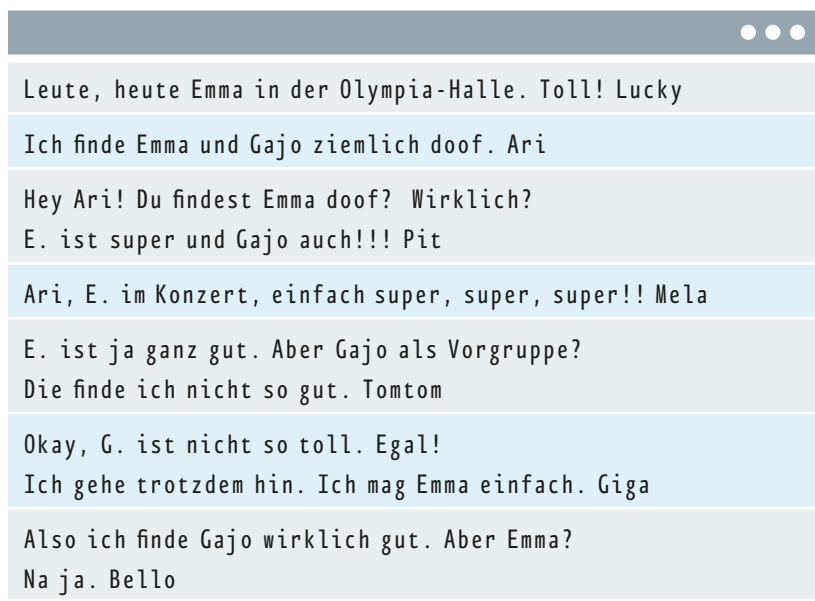 Leute, heute Emma in der Olympia-Halle. Toll! Lucky
Ich finde Emma und Gajo ziemlich doof. Ari
Hey Ari! Du findest Emma doof? Wirklich?
E. ist super und Gajo auch!!! Pit
Ari, E. im Konzert, einfach super, super, super!! Mela
E. ist ja ganz gut. Aber Gajo als Vorgruppe?
Die finde ich nicht so gut. Tomtom
Okay, G. ist nicht so toll. Egal!
Ich gehe trotzdem hin. Ich mag Emma einfach. Giga
Also ich finde Gajo wirklich gut. Aber Emma?
Na ja. Bello